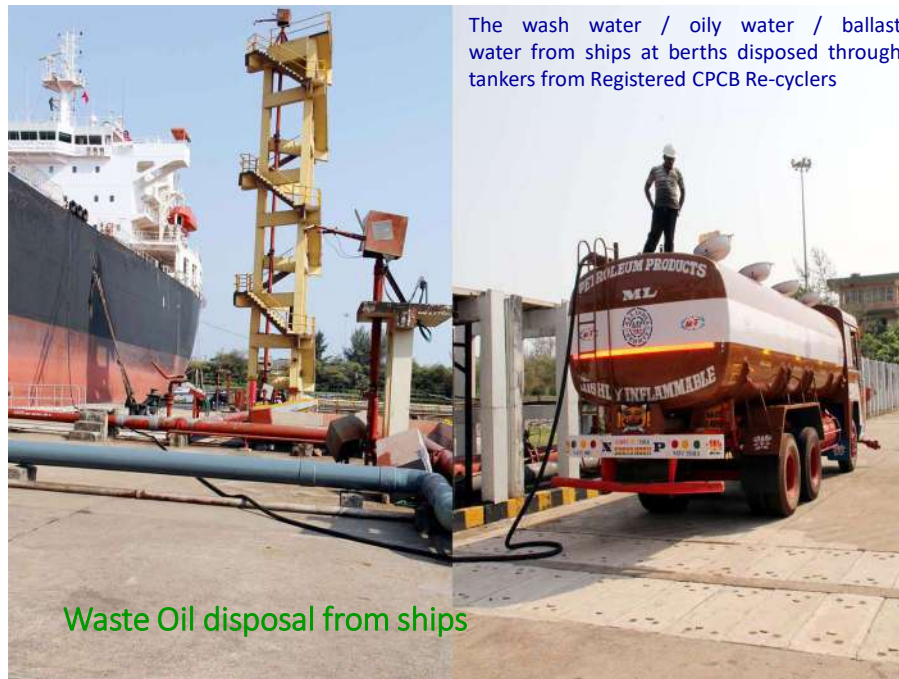 The wash water / oily water / ballast
water from ships at berths disposed through
tankers from Registered CPCB Re-cyclers
PETROLEUM PRODUCTS
ML
HIGHLY INFLAMMABLE
N P
Waste Oil disposal from ships